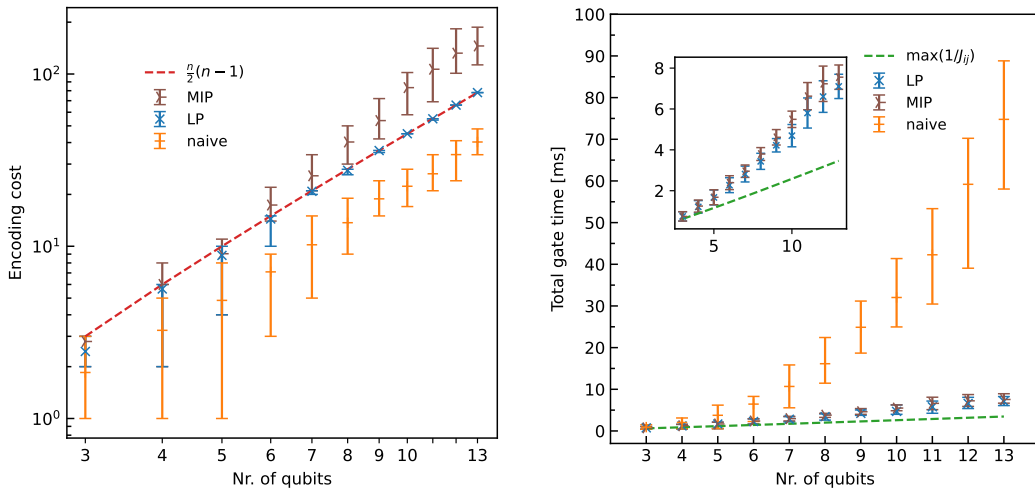 Encoding cost
10²
10¹
10⁰
n/2(n − 1)
MIP
LP
naive
3 4 5 6 7 8 9 10 13
Nr. of qubits
Total gate time [ms]
100
90
80
70
60
50
40
30
20
10
0
8
6
4
2
5 10
max(1/J_ij)
LP
MIP
naive
3 4 5 6 7 8 9 10 11 12 13
Nr. of qubits